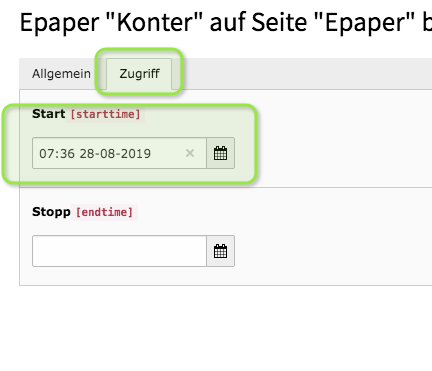 Epaper "Konter" auf Seite "Epaper" b
Allgemein Zugriff
Start [starttime]
07:36 28-08-2019 ×
Stopp [endtime]